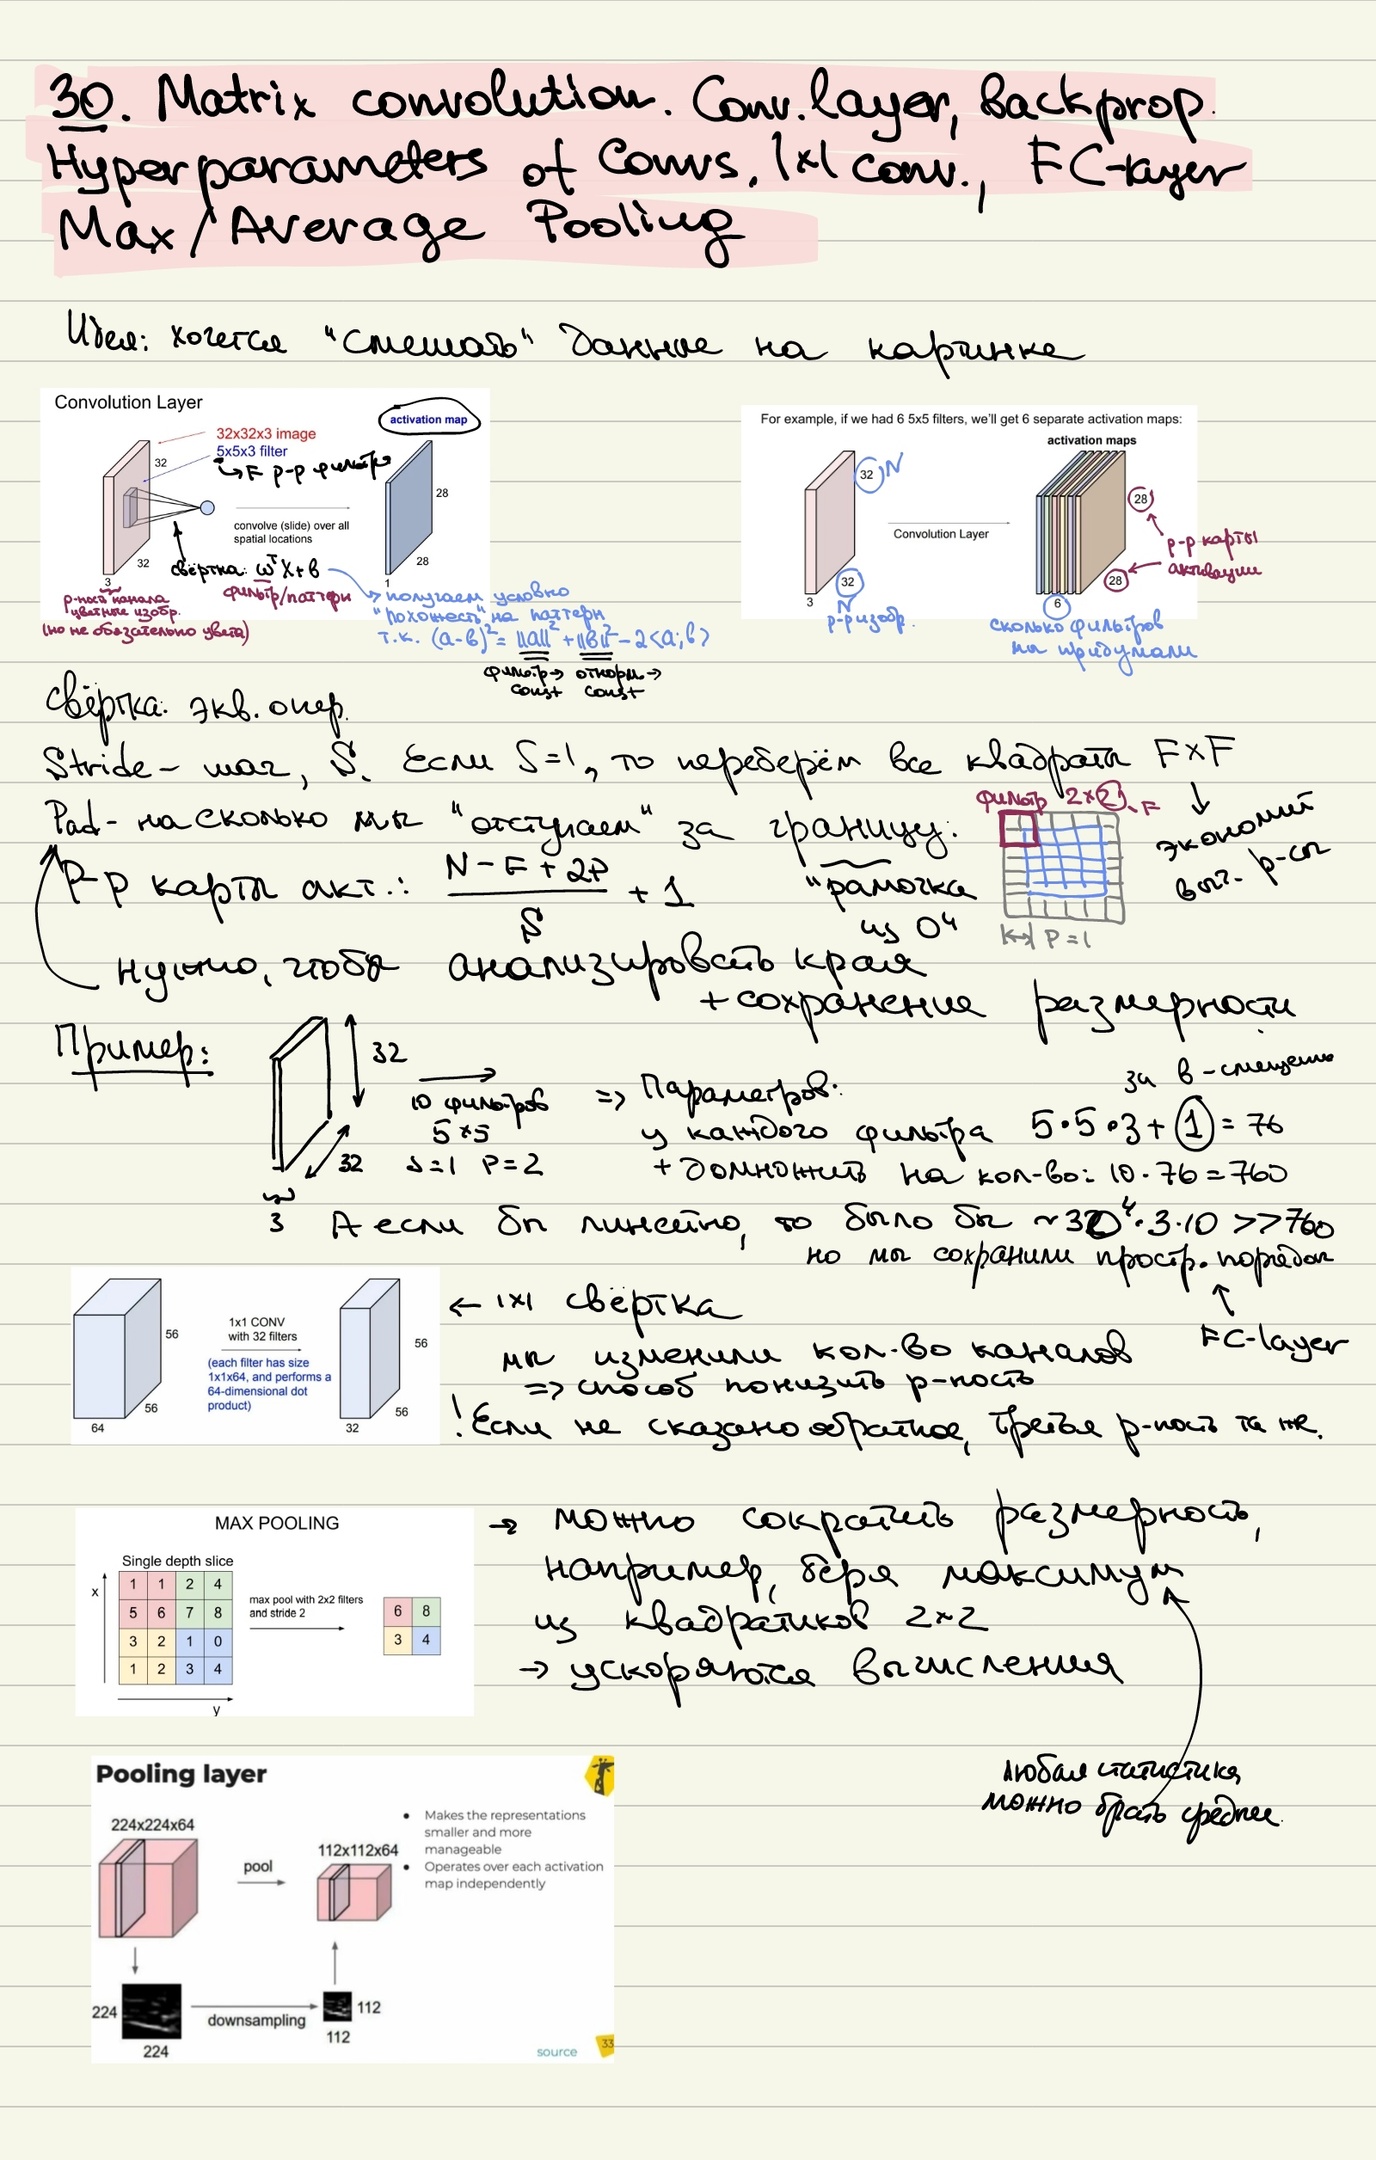 30. Matrix convolution. Conv. layer, Backprop.
Hyperparameters of Convs, 1x1 conv., FC-layer
Max/Average Pooling
Идея: хочется "смешать" данные на картинке
Convolution Layer
activation map
32x32x3 image
5x5x3 filter
→ F р-р фильтра
32
28
convolve (slide) over all
spatial locations
32
28
3
1
свёртка: w^T X + b
фильтр/паттерн
р-ность канала
цветные изобр.
(но не обязательно цвета)
получаем условно
"похожесть" на паттерн
т.к. (a-b)² = ||a||² + ||b||² - 2<a;b>
фильтр → const
отнорм → const
For example, if we had 6 5x5 filters, we'll get 6 separate activation maps:
activation maps
32 N
28
Convolution Layer
р-р карты
активации
32
28
3
N
6
р-р изобр.
сколько фильтров
мы придумали
Свёртка: экв. опер.
Stride - шаг, S. Если S=1, то переберём все квадраты F×F
↓
экономим
выч. р-сы
Pad - на сколько мы "отступаем" за границу:
"рамочка
из 0"
фильтр 2×2 F
P=1
р-р карты акт.: (N - F + 2P)/S + 1
нужно, чтобы анализировать края
+ сохранение размерности
Пример:
32
32
3
10 фильтров
5×5
S=1 P=2
=> Параметров:
за b-смещение
у каждого фильтра 5·5·3+1=76
+ домножить на кол-во: 10·76=760
А если бы линейно, то было бы ~32⁴·3·10 >> 760
но мы сохранили простр. порядок
↑
FC-layer
1x1 CONV
with 32 filters
(each filter has size
1x1x64, and performs a
64-dimensional dot
product)
56
56
64
56
56
32
← 1x1 свёртка
мы изменили кол-во каналов
=> способ понизить р-ность
! Если не сказано обратное, третья р-ность та же.
MAX POOLING
Single depth slice
x
1 1 2 4
5 6 7 8
3 2 1 0
1 2 3 4
y
max pool with 2x2 filters
and stride 2
6 8
3 4
→ можно сократить размерность,
например, беря максимум
из квадратиков 2×2
→ ускоряются вычисления
любая статистика,
можно брать среднее.
Pooling layer
224x224x64
pool
112x112x64
• Makes the representations
smaller and more
manageable
• Operates over each activation
map independently
224
224
downsampling
112
112
source
33